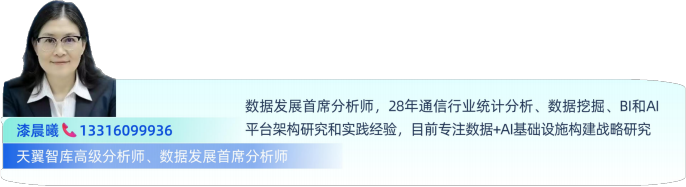 数据发展首席分析师，28年通信行业统计分析、数据挖掘、BI和AI
平台架构研究和实践经验，目前专注数据+AI基础设施构建战略研究
漆晨曦 📞 13316099936
天翼智库高级分析师、数据发展首席分析师